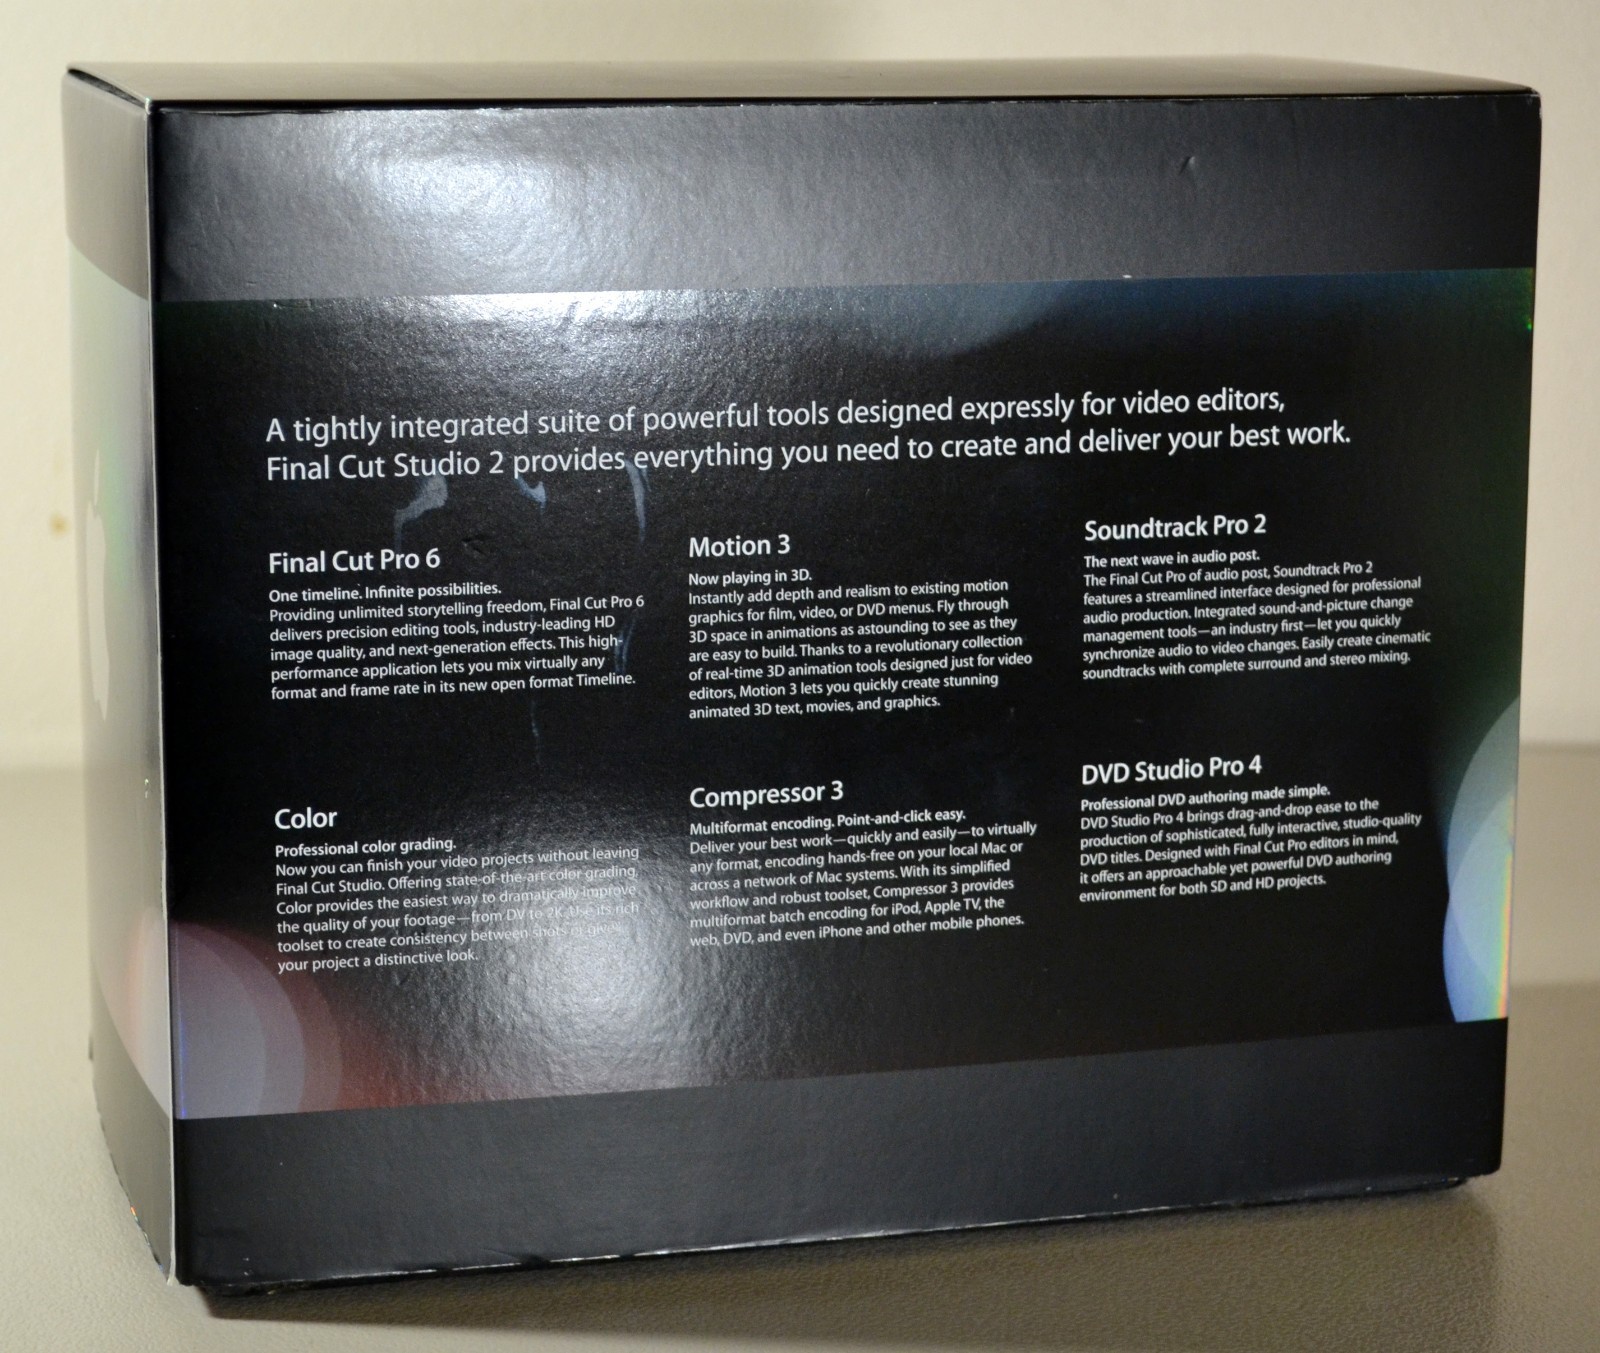 A tightly integrated suite of powerful tools designed expressly for video editors,
Final Cut Studio 2 provides everything you need to create and deliver your best work.
Final Cut Pro 6
One timeline. Infinite possibilities.
Providing unlimited storytelling freedom, Final Cut Pro 6
delivers precision editing tools, industry-leading HD
image quality, and next-generation effects. This high-
performance application lets you mix virtually any
format and frame rate in its new open format Timeline.
Motion 3
Now playing in 3D.
Instantly add depth and realism to existing motion
graphics for film, video, or DVD menus. Fly through
3D space in animations as astounding to see as they
are easy to build. Thanks to a revolutionary collection
of real-time 3D animation tools designed just for video
editors, Motion 3 lets you quickly create stunning
animated 3D text, movies, and graphics.
Soundtrack Pro 2
The next wave in audio post.
The Final Cut Pro of audio post, Soundtrack Pro 2
features a streamlined interface designed for professional
audio production. Integrated sound-and-picture change
management tools—an industry first—let you quickly
synchronize audio to video changes. Easily create cinematic
soundtracks with complete surround and stereo mixing.
Color
Professional color grading.
Now you can finish your video projects without leaving
Final Cut Studio. Offering state-of-the-art color grading,
Color provides the easiest way to dramatically improve
the quality of your footage—from DV to 2K. Use its rich
toolset to create consistency between shots or give
your project a distinctive look.
Compressor 3
Multiformat encoding. Point-and-click easy.
Deliver your best work—quickly and easily—to virtually
any format, encoding hands-free on your local Mac or
across a network of Mac systems. With its simplified
workflow and robust toolset, Compressor 3 provides
multiformat batch encoding for iPod, Apple TV, the
web, DVD, and even iPhone and other mobile phones.
DVD Studio Pro 4
Professional DVD authoring made simple.
DVD Studio Pro 4 brings drag-and-drop ease to the
production of sophisticated, fully interactive, studio-quality
DVD titles. Designed with Final Cut Pro editors in mind,
it offers an approachable yet powerful DVD authoring
environment for both SD and HD projects.